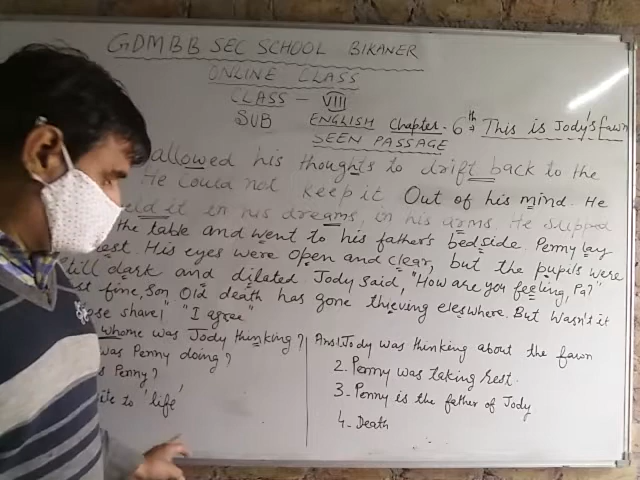 GDMBB SEC SCHOOL BIKANER
ONLINE CLASS
CLASS - VIII
SUB ENGLISH Chapter - 6th This is Jody's fawn
SEEN PASSAGE
allowed his thoughts to drift back to the
He Could not keep it Out of his mind. He
it in his dreams, in his arms. He slipped
the table and went to his father's bedside. Penny lay
His eyes were open and clear, but the pupils were
dark and dilated. Jody said, "How are you feeling, Pa?"
fine, Son, Old death has gone thieving eleswhere. But Wasn't it
shave!" "I agree"
whome was Jody thinking?
was Penny doing?
Penny?
to 'life'
Ans1 Jody was thinking about the fawn
2. Penny was taking rest.
3. Penny is the father of Jody
4. Death